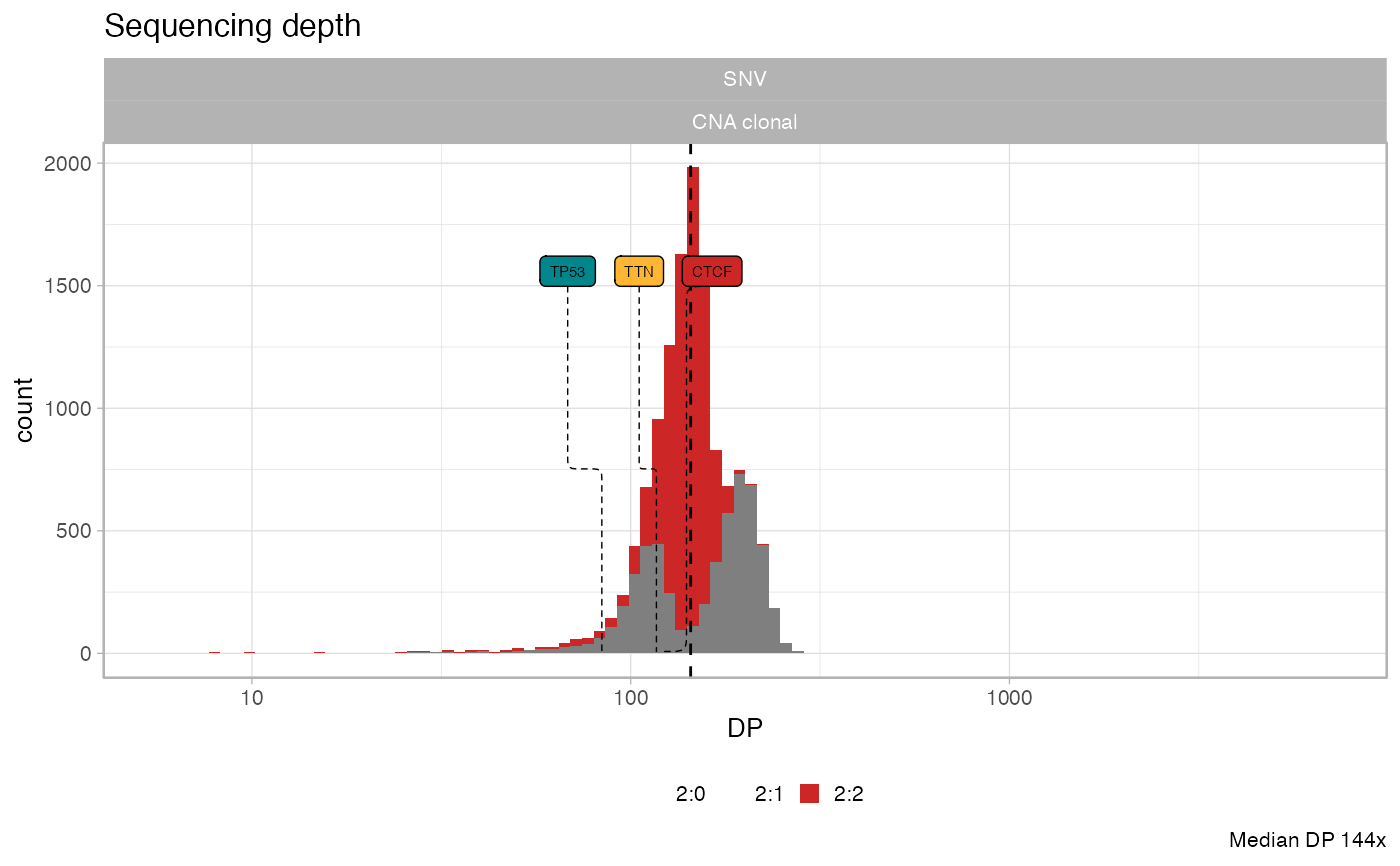 Sequencing depth
SNV
CNA clonal
2000
1500
1000
500
0
count
TP53
TTN
CTCF
10
100
1000
DP
2:0 2:1 2:2
Median DP 144x